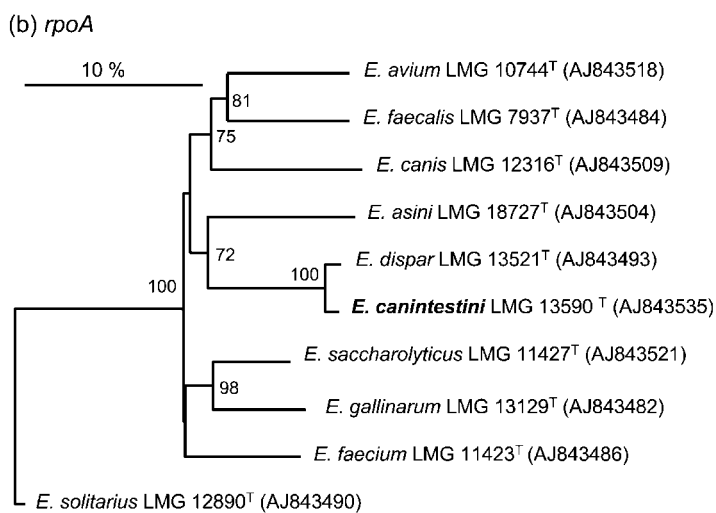 (b) rpoA
10 %
E. avium LMG 10744ᵀ (AJ843518)
81
E. faecalis LMG 7937ᵀ (AJ843484)
75
E. canis LMG 12316ᵀ (AJ843509)
E. asini LMG 18727ᵀ (AJ843504)
72
E. dispar LMG 13521ᵀ (AJ843493)
100
100
E. canintestini LMG 13590 ᵀ (AJ843535)
E. saccharolyticus LMG 11427ᵀ (AJ843521)
98
E. gallinarum LMG 13129ᵀ (AJ843482)
E. faecium LMG 11423ᵀ (AJ843486)
E. solitarius LMG 12890ᵀ (AJ843490)